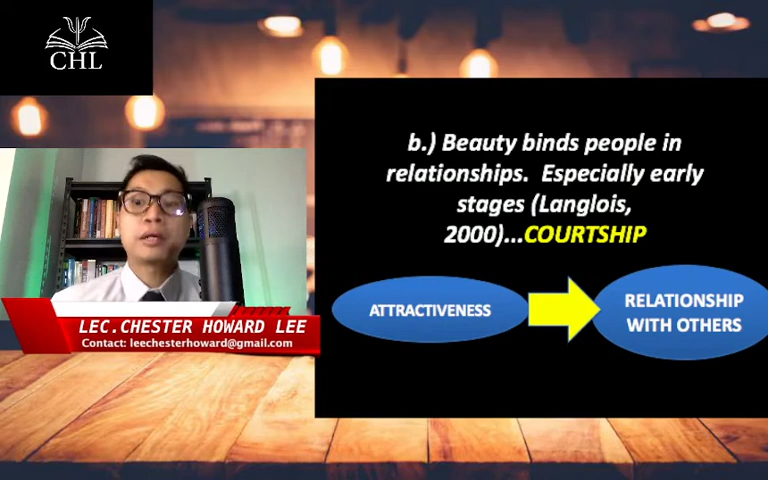 CHL
b.) Beauty binds people in
relationships. Especially early
stages (Langlois,
2000)...COURTSHIP
ATTRACTIVENESS
RELATIONSHIP
WITH OTHERS
LEC.CHESTER HOWARD LEE
Contact: leechesterhoward@gmail.com